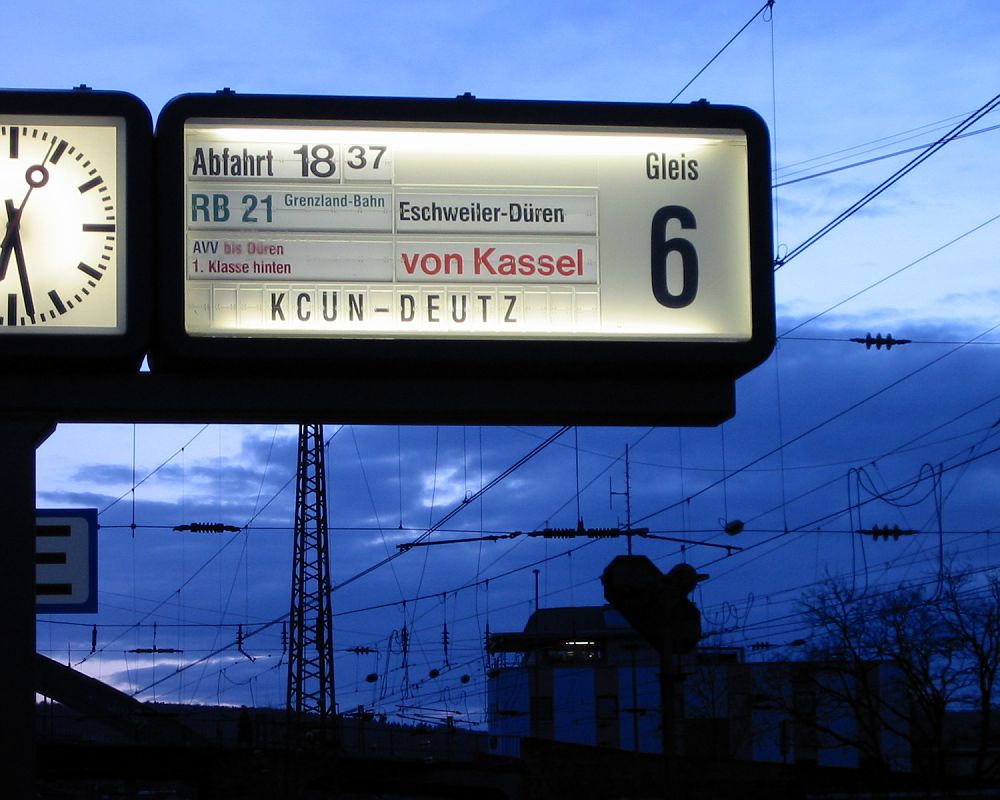 Abfahrt 18 37
Gleis
6
RB 21 Grenzland-Bahn
Eschweiler-Düren
AVV bis Düren
1. Klasse hinten
von Kassel
KCUN-DEUTZ
E